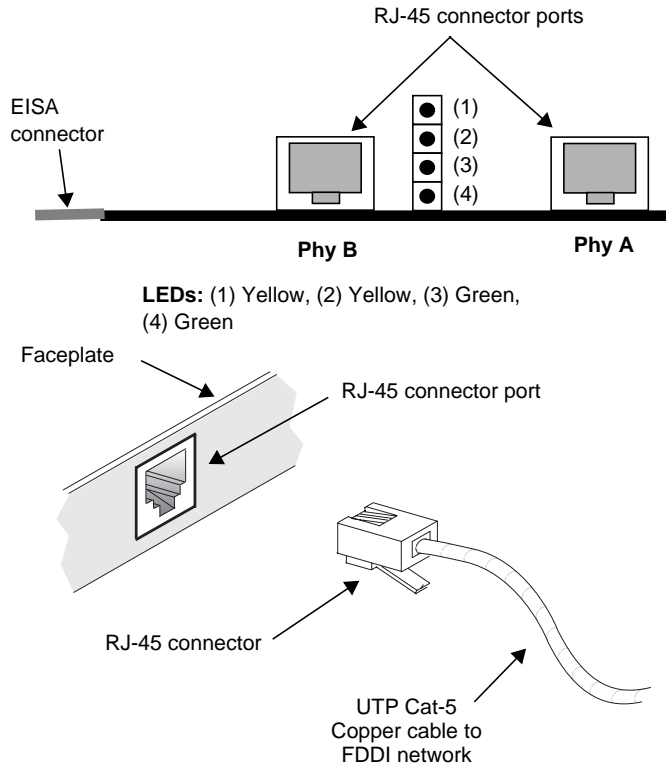 RJ-45 connector ports
EISA
connector
(1)
(2)
(3)
(4)
Phy B
Phy A
LEDs: (1) Yellow, (2) Yellow, (3) Green,
(4) Green
Faceplate
RJ-45 connector port
RJ-45 connector
UTP Cat-5
Copper cable to
FDDI network